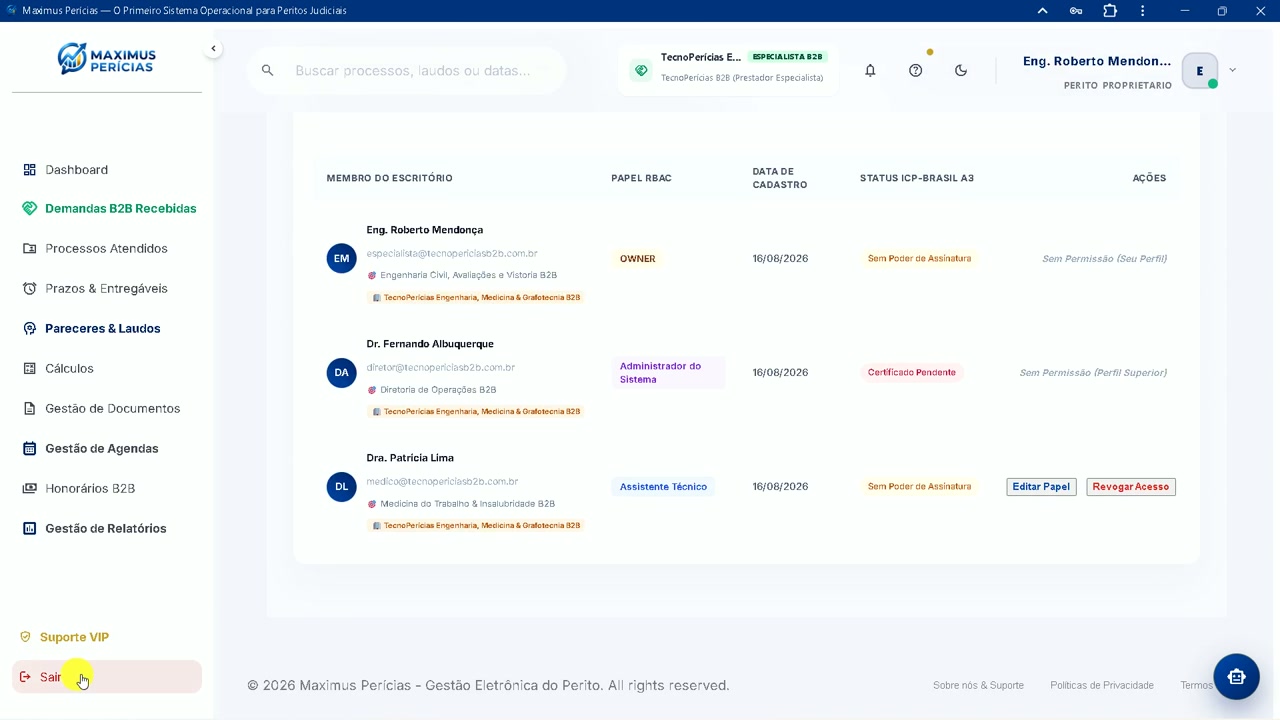 Maximus Perícias — O Primeiro Sistema Operacional para Peritos Judiciais
MAXIMUS
PERÍCIAS
Buscar processos, laudos ou datas...
TecnoPerícias E... ESPECIALISTA B2B
TecnoPerícias B2B (Prestador Especialista)
Eng. Roberto Mendon...
PERITO PROPRIETARIO
E
Dashboard
Demandas B2B Recebidas
Processos Atendidos
Prazos & Entregáveis
Pareceres & Laudos
Cálculos
Gestão de Documentos
Gestão de Agendas
Honorários B2B
Gestão de Relatórios
Suporte VIP
Sair
MEMBRO DO ESCRITÓRIO PAPEL RBAC DATA DE CADASTRO STATUS ICP-BRASIL A3 AÇÕES
Eng. Roberto Mendonça
EM especialista@tecnopericiasb2b.com.br OWNER 16/08/2026 Sem Poder de Assinatura Sem Permissão (Seu Perfil)
Engenharia Civil, Avaliações e Vistoria B2B
TecnoPerícias Engenharia, Medicina & Grafotecnia B2B
Dr. Fernando Albuquerque
DA diretor@tecnopericiasb2b.com.br Administrador do Sistema 16/08/2026 Certificado Pendente Sem Permissão (Perfil Superior)
Diretoria de Operações B2B
TecnoPerícias Engenharia, Medicina & Grafotecnia B2B
Dra. Patrícia Lima
DL medico@tecnopericiasb2b.com.br Assistente Técnico 16/08/2026 Sem Poder de Assinatura Editar Papel Revogar Acesso
Medicina do Trabalho & Insalubridade B2B
TecnoPerícias Engenharia, Medicina & Grafotecnia B2B
© 2026 Maximus Perícias - Gestão Eletrônica do Perito. All rights reserved.
Sobre nós & Suporte Políticas de Privacidade Termos